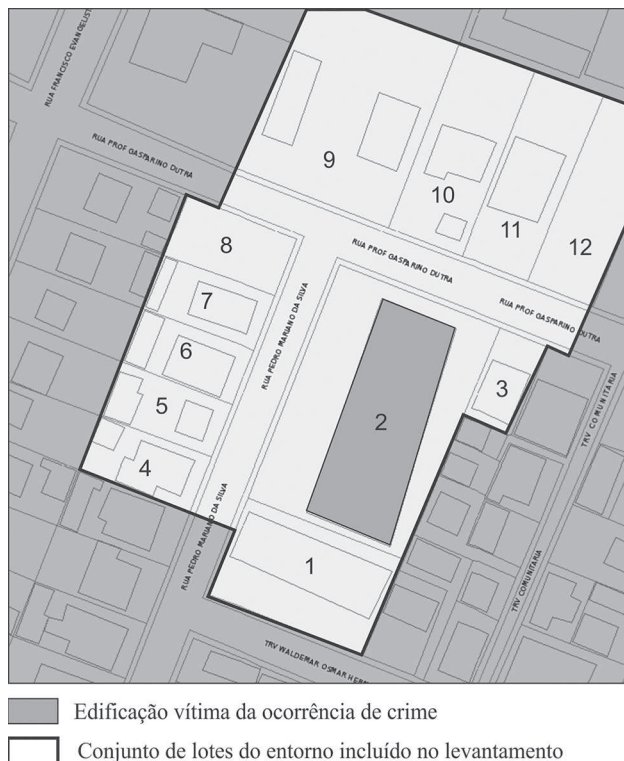 RUA FRANCISCO EVANGELIST
RUA PROF GASPARINO DUTRA
9
10
11
12
8
RUA PROF GASPARINO DUTRA
RUA PROF GASPARINO DUTRA
7
RUA PEDRO MARIANO DA SILVA
6
2
3
TRV COMUNITARIA
5
4
RUA PEDRO MARIANO DA SILVA
1
TRV COMUNITARIA
TRV WALDEMAR OSMAR HER
Edificação vítima da ocorrência de crime
Conjunto de lotes do entorno incluído no levantamento